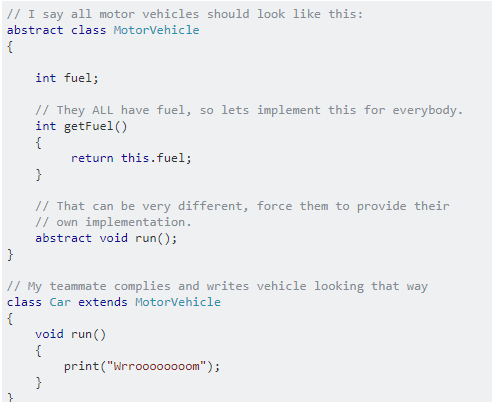 // I say all motor vehicles should look like this:
abstract class MotorVehicle
{
int fuel;
// They ALL have fuel, so lets implement this for everybody.
int getFuel()
{
return this.fuel;
}
// That can be very different, force them to provide their
// own implementation.
abstract void run();
}
// My teammate complies and writes vehicle looking that way
class Car extends MotorVehicle
{
void run()
{
print("Wrroooooooom");
}
}